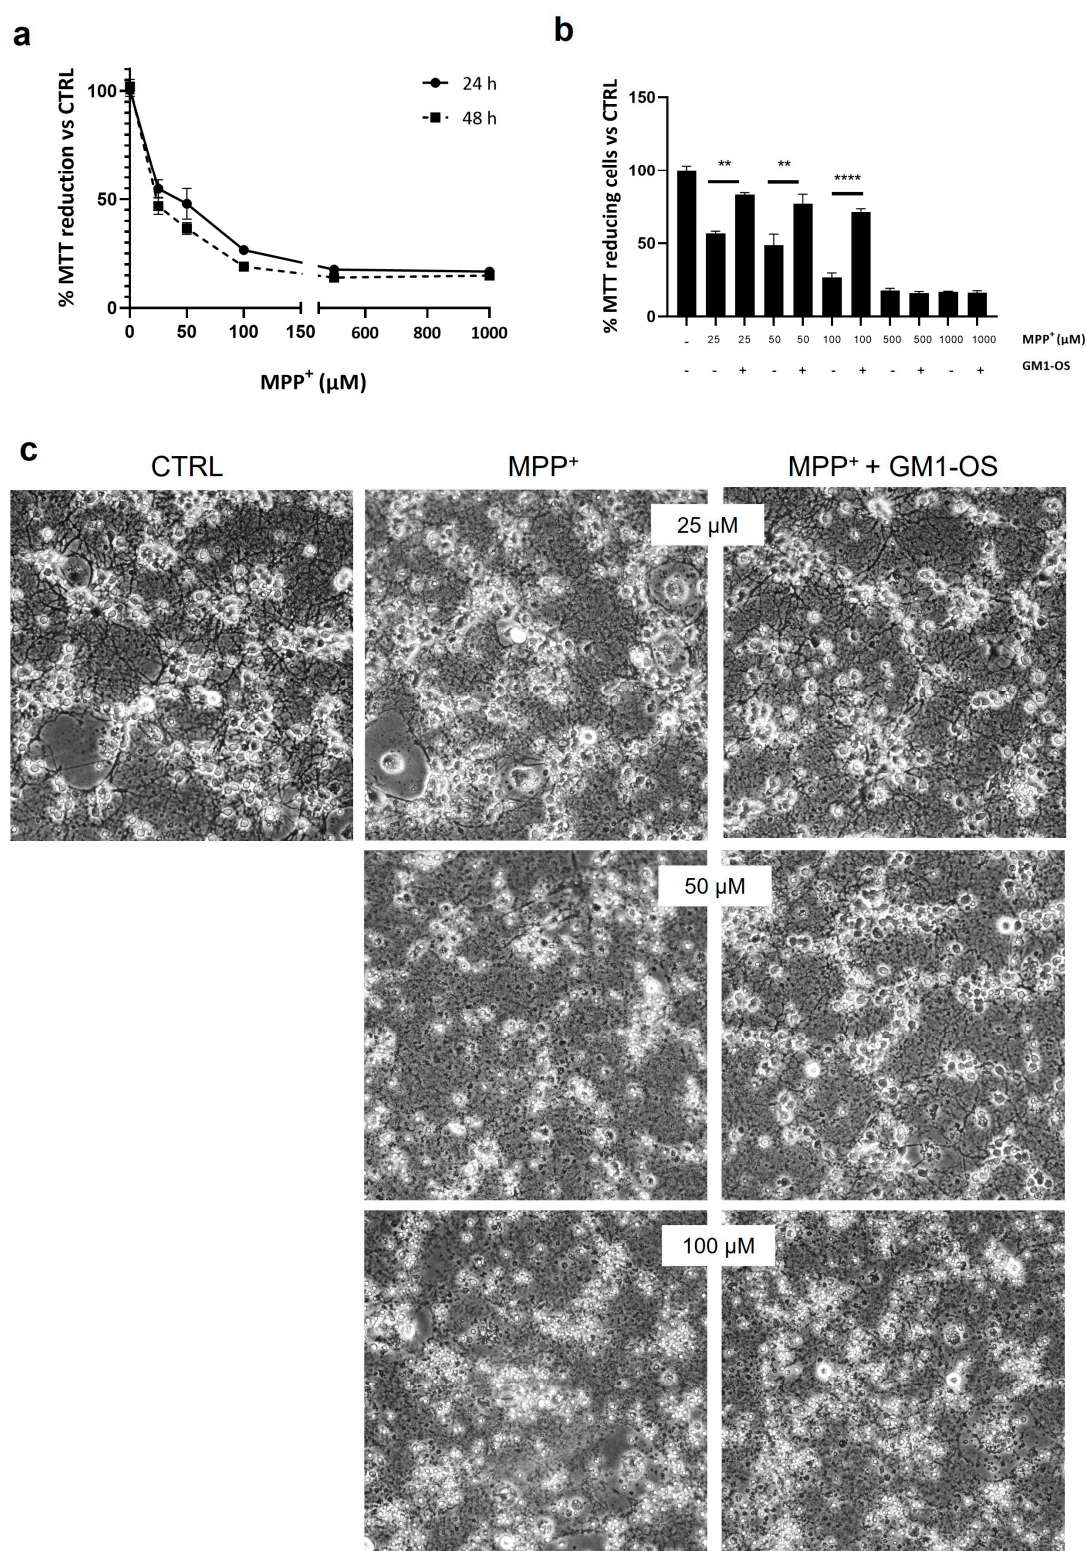 a
% MTT reduction vs CTRL
100
50
0
24 h
48 h
0 50 100 150 600 800 1000
MPP⁺ (µM)
b
% MTT reducing cells vs CTRL
150
100
50
0
** ** ****
- 25 25 50 50 100 100 500 500 1000 1000 MPP⁺ (µM)
- - + - + - + - + - + GM1-OS
c
CTRL MPP⁺ MPP⁺ + GM1-OS
25 µM
50 µM
100 µM